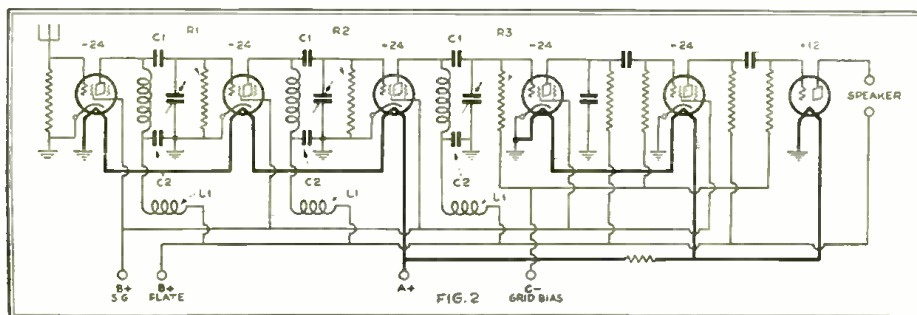 -24 C1 R1 -24 C1 R2 -24 C1 R3 -24 -24 +12
SPEAKER
C2 L1 C2 L1 C2 L1
B+ S.G
B+ PLATE
A+
C- GRID BIAS
FIG. 2